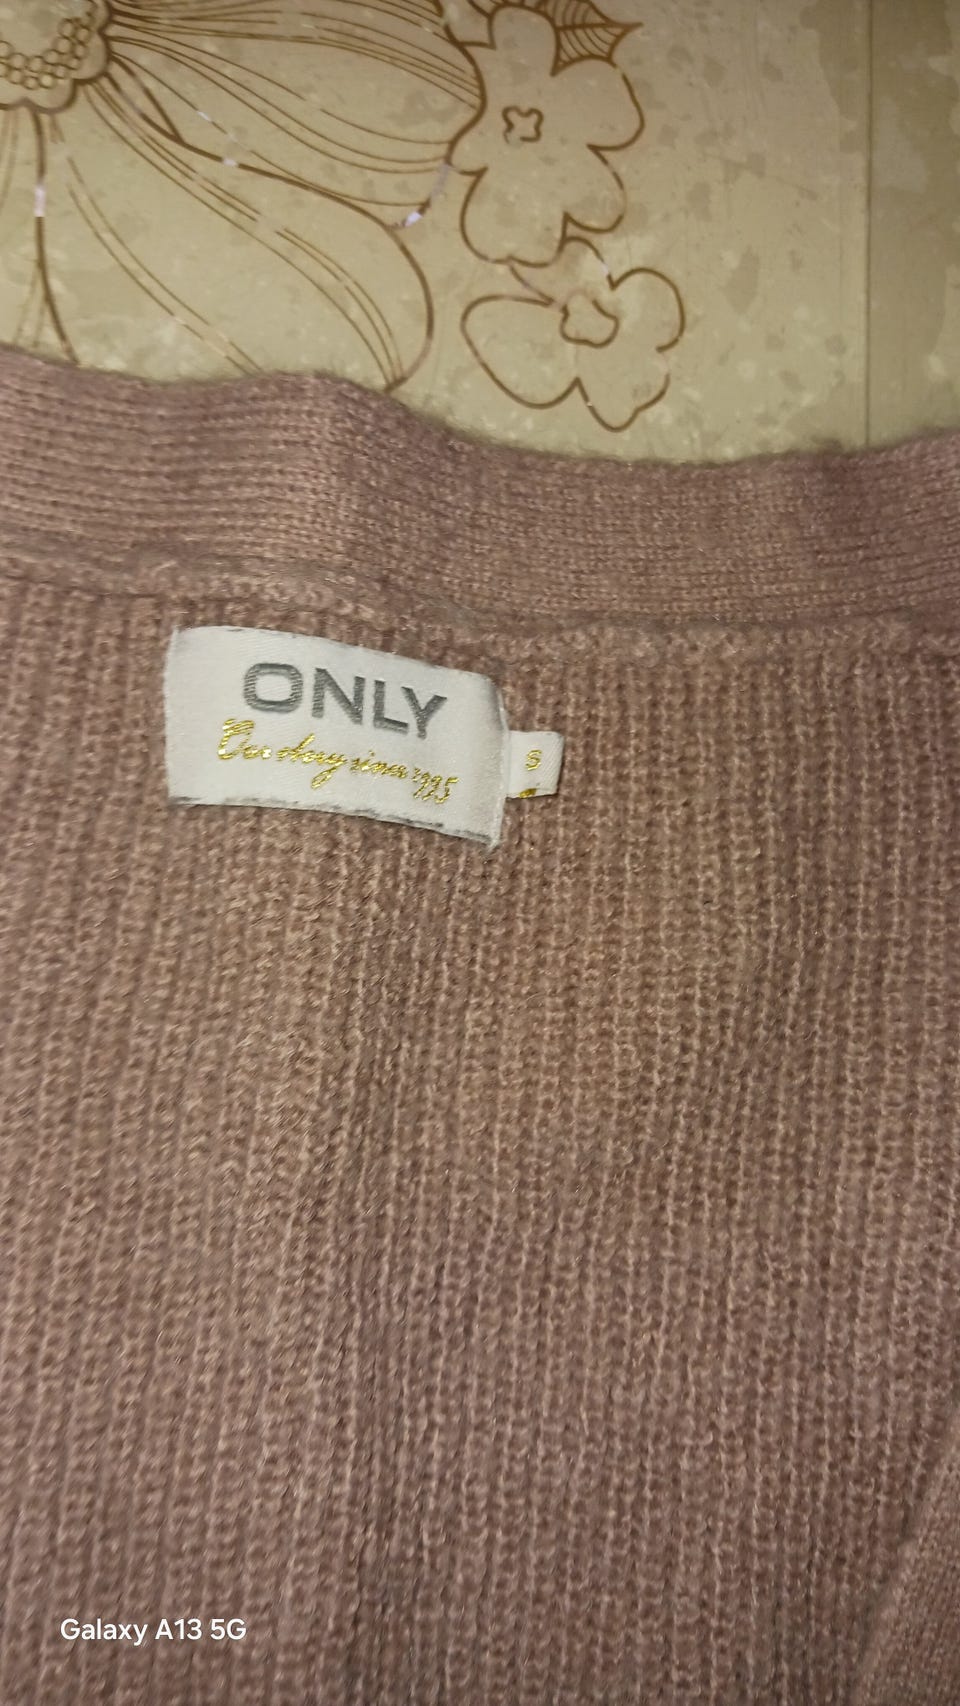 ONLY
Our story since 1995
S
Galaxy A13 5G